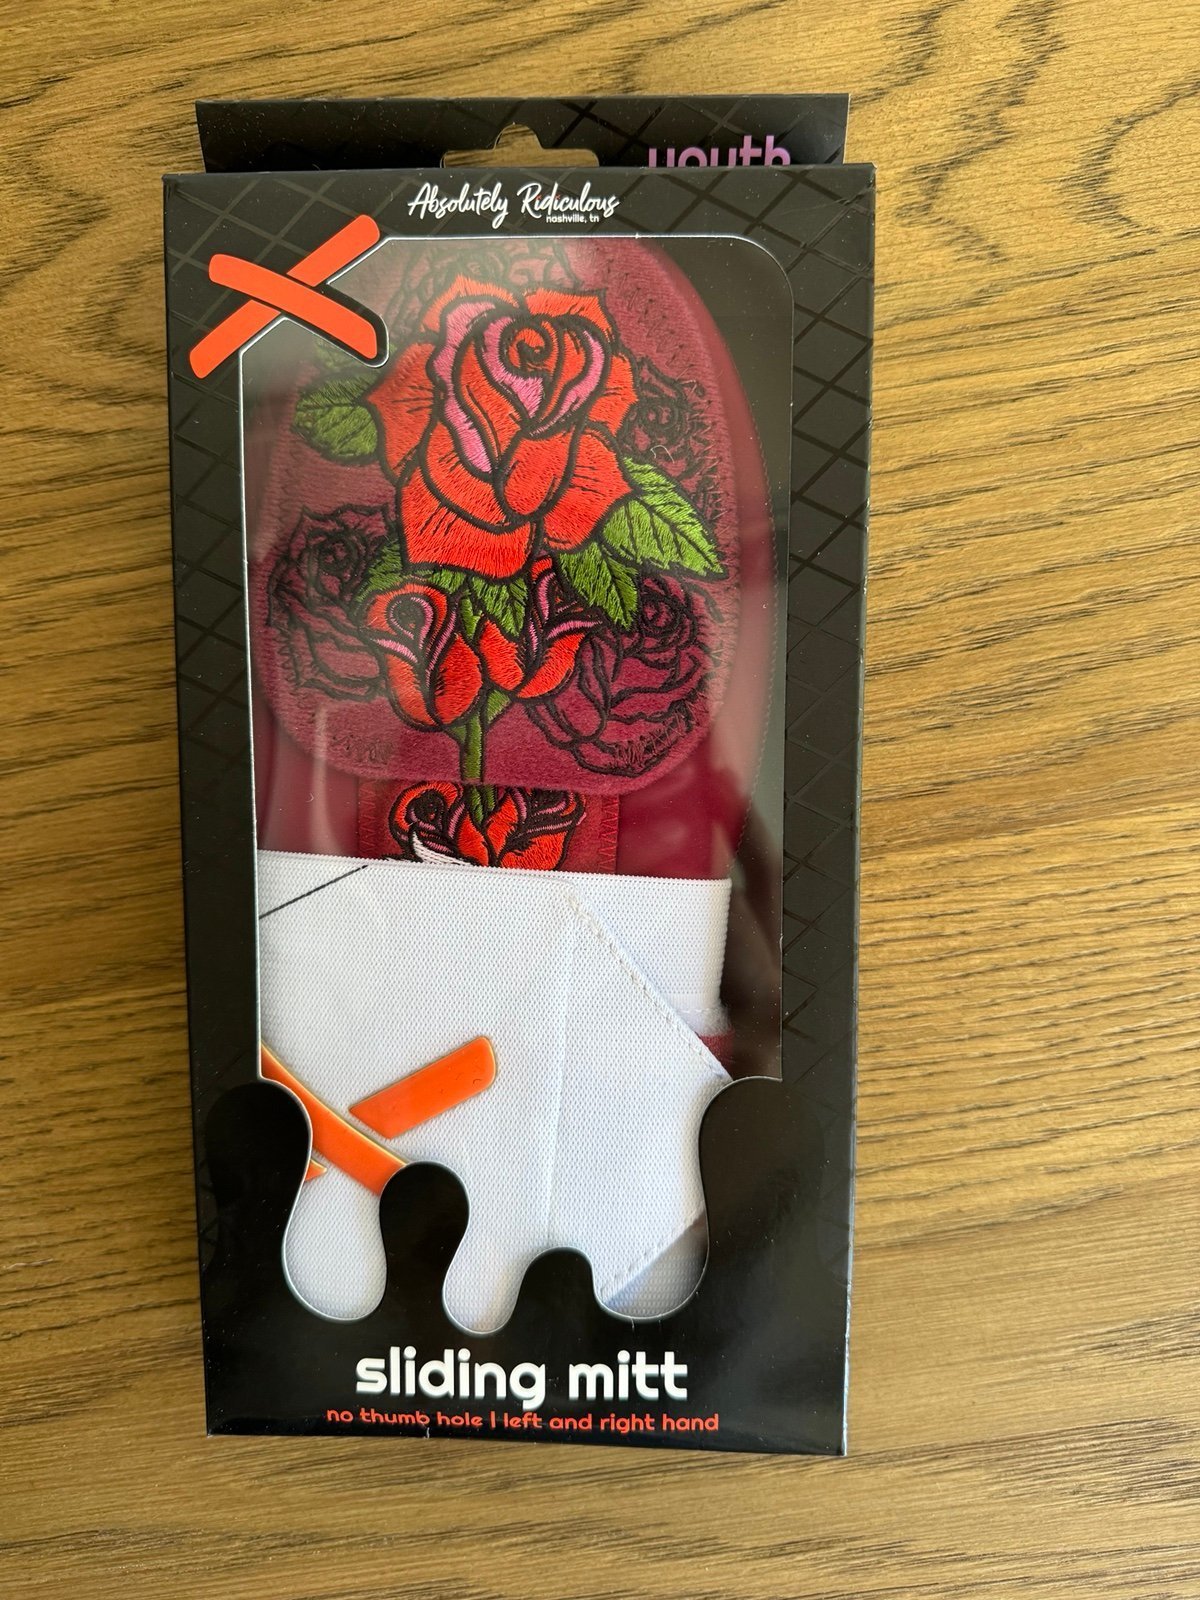 youth
Absolutely Ridiculous
nashville, tn
sliding mitt
no thumb hole | left and right hand